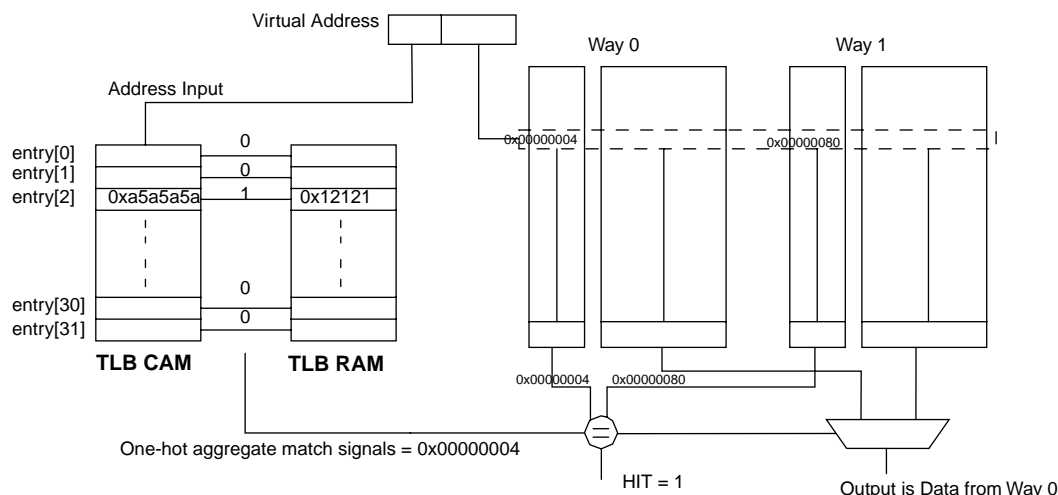 Virtual Address
Way 0
Way 1
Address Input
0
entry[0]
0x00000004
0x00000080
0
entry[1]
1
entry[2]
0xa5a5a5a
0x12121
0
entry[30]
0
entry[31]
TLB CAM
TLB RAM
0x00000004
0x00000080
=
One-hot aggregate match signals = 0x00000004
HIT = 1
Output is Data from Way 0